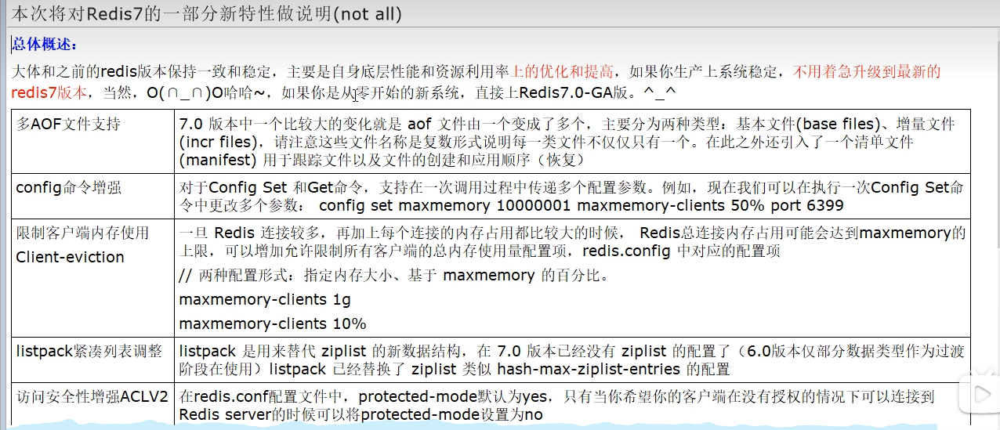 本次将对Redis7的一部分新特性做说明(not all)
总体概述：
大体和之前的redis版本保持一致和稳定，主要是自身底层性能和资源利用率上的优化和提高，如果你生产上系统稳定，不用着急升级到最新的
redis7版本，当然，O(∩_∩)O哈哈~，如果你是从零开始的新系统，直接上Redis7.0-GA版。^_^
多AOF文件支持
7.0 版本中一个比较大的变化就是 aof 文件由一个变成了多个，主要分为两种类型：基本文件(base files)、增量文件
(incr files)，请注意这些文件名称是复数形式说明每一类文件不仅仅只有一个。在此之外还引入了一个清单文件
(manifest) 用于跟踪文件以及文件的创建和应用顺序（恢复）
config命令增强
对于Config Set 和Get命令，支持在一次调用过程中传递多个配置参数。例如，现在我们可以在执行一次Config Set命
令中更改多个参数： config set maxmemory 10000001 maxmemory-clients 50% port 6399
限制客户端内存使用
Client-eviction
一旦 Redis 连接较多，再加上每个连接的内存占用都比较大的时候， Redis总连接内存占用可能会达到maxmemory的
上限，可以增加允许限制所有客户端的总内存使用量配置项，redis.config 中对应的配置项
// 两种配置形式：指定内存大小、基于 maxmemory 的百分比。
maxmemory-clients 1g
maxmemory-clients 10%
listpack紧凑列表调整
listpack 是用来替代 ziplist 的新数据结构，在 7.0 版本已经没有 ziplist 的配置了（6.0版本仅部分数据类型作为过渡
阶段在使用）listpack 已经替换了 ziplist 类似 hash-max-ziplist-entries 的配置
访问安全性增强ACLV2
在redis.conf配置文件中，protected-mode默认为yes，只有当你希望你的客户端在没有授权的情况下可以连接到
Redis server的时候可以将protected-mode设置为no